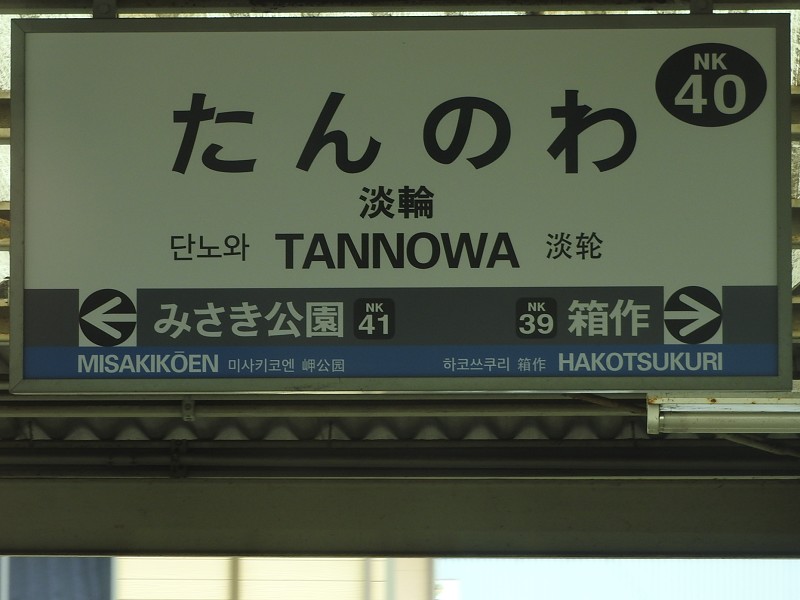 NK
40
たんのわ
淡輪
단노와 TANNOWA 淡轮
みさき公園 NK 41 NK 39 箱作
MISAKIKŌEN 미사키코엔 岬公园 하코쓰쿠리 箱作 HAKOTSUKURI